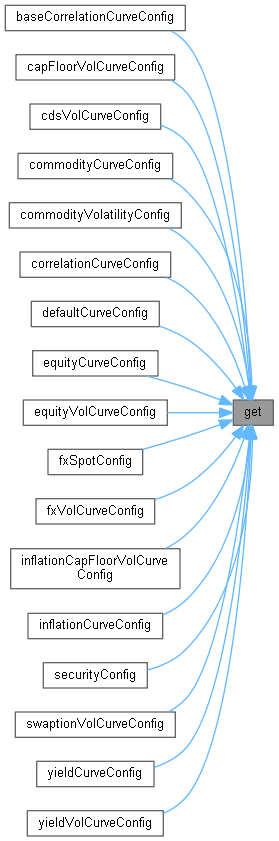 baseCorrelationCurveConfig
capFloorVolCurveConfig
cdsVolCurveConfig
commodityCurveConfig
commodityVolatilityConfig
correlationCurveConfig
defaultCurveConfig
equityCurveConfig
equityVolCurveConfig
get
fxSpotConfig
fxVolCurveConfig
inflationCapFloorVolCurve
Config
inflationCurveConfig
securityConfig
swaptionVolCurveConfig
yieldCurveConfig
yieldVolCurveConfig